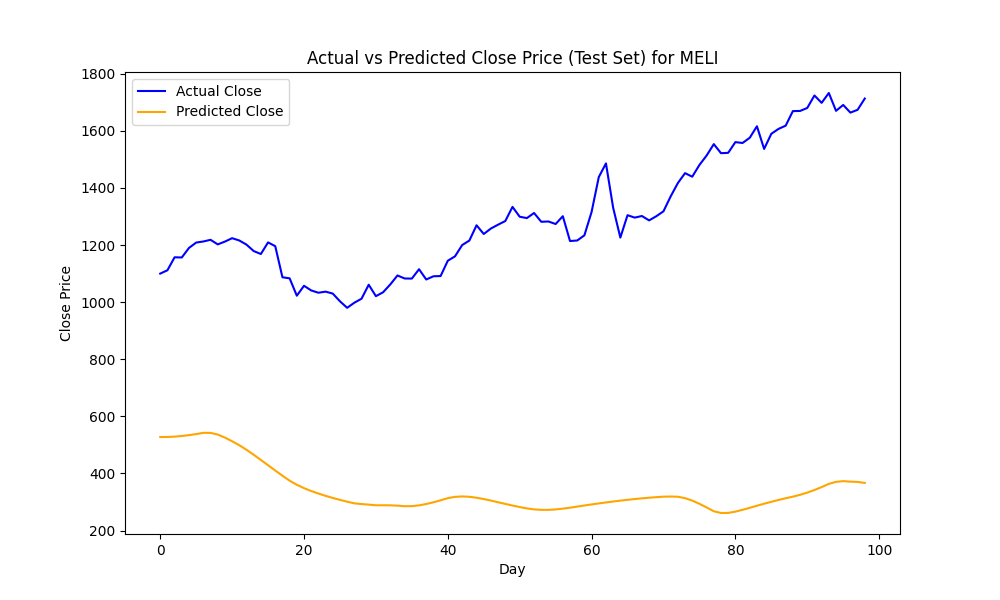 Actual vs Predicted Close Price (Test Set) for MELI
Actual Close
Predicted Close
Close Price
1800
1600
1400
1200
1000
800
600
400
200
0 20 40 60 80 100
Day